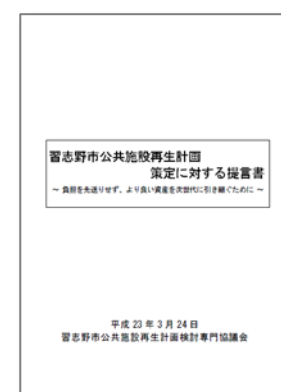 習志野市公共施設再生計画
策定に対する提言書
～ 負担を先送りせず、より良い資産を次世代に引き継ぐために ～
平成 23 年 3 月 24 日
習志野市公共施設再生計画検討専門協議会